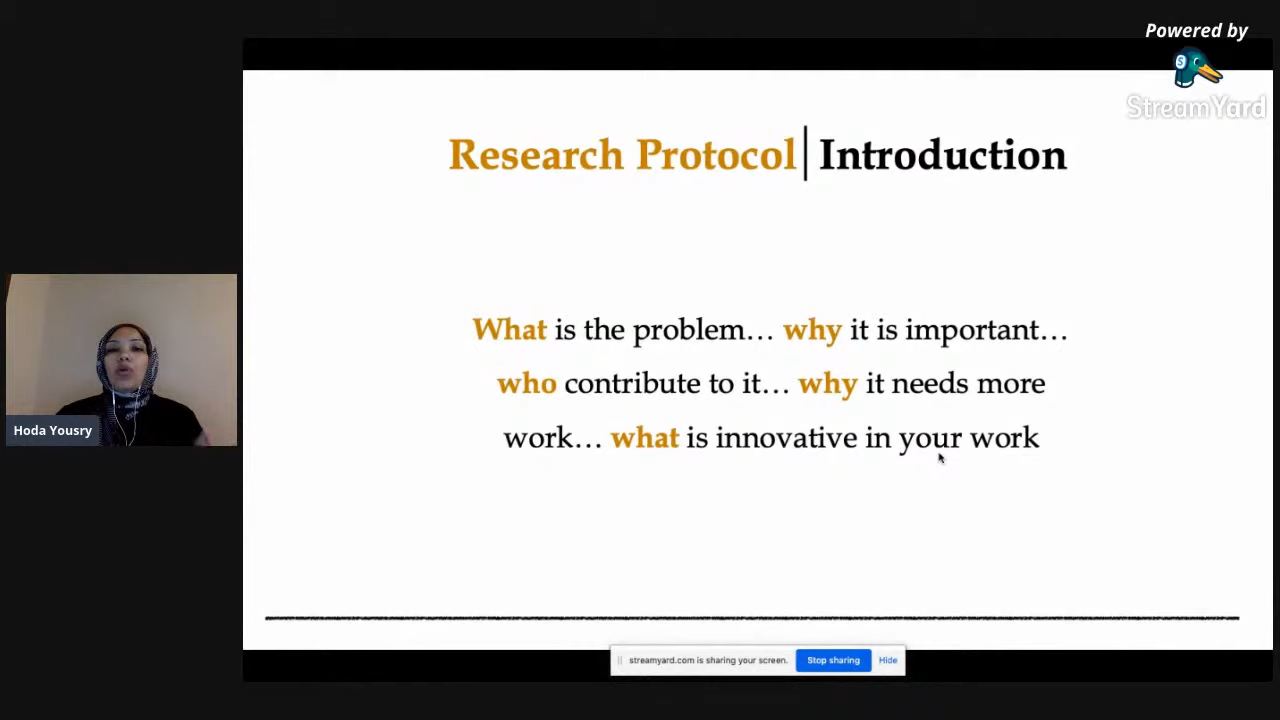 Powered by
StreamYard
Research Protocol| Introduction
What is the problem… why it is important…
who contribute to it… why it needs more
work… what is innovative in your work
Hoda Yousry
streamyard.com is sharing your screen. Stop sharing Hide